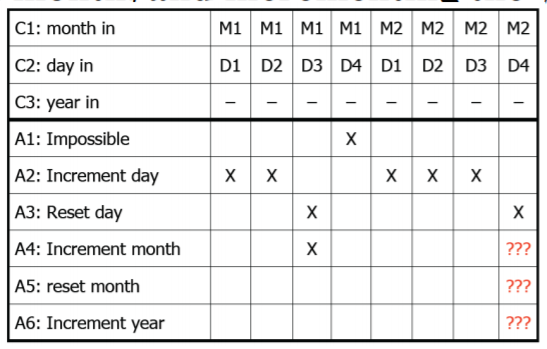 C1: month in M1 M1 M1 M1 M2 M2 M2 M2
C2: day in D1 D2 D3 D4 D1 D2 D3 D4
C3: year in – – – – – – – –
A1: Impossible X
A2: Increment day X X X X X
A3: Reset day X X
A4: Increment month X ???
A5: reset month ???
A6: Increment year ???